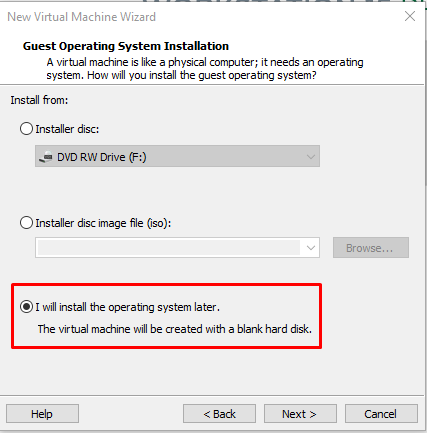 New Virtual Machine Wizard
Guest Operating System Installation
A virtual machine is like a physical computer; it needs an operating
system. How will you install the guest operating system?
Install from:
Installer disc:
DVD RW Drive (F:)
Installer disc image file (iso):
Browse...
I will install the operating system later.
The virtual machine will be created with a blank hard disk.
Help
< Back
Next >
Cancel